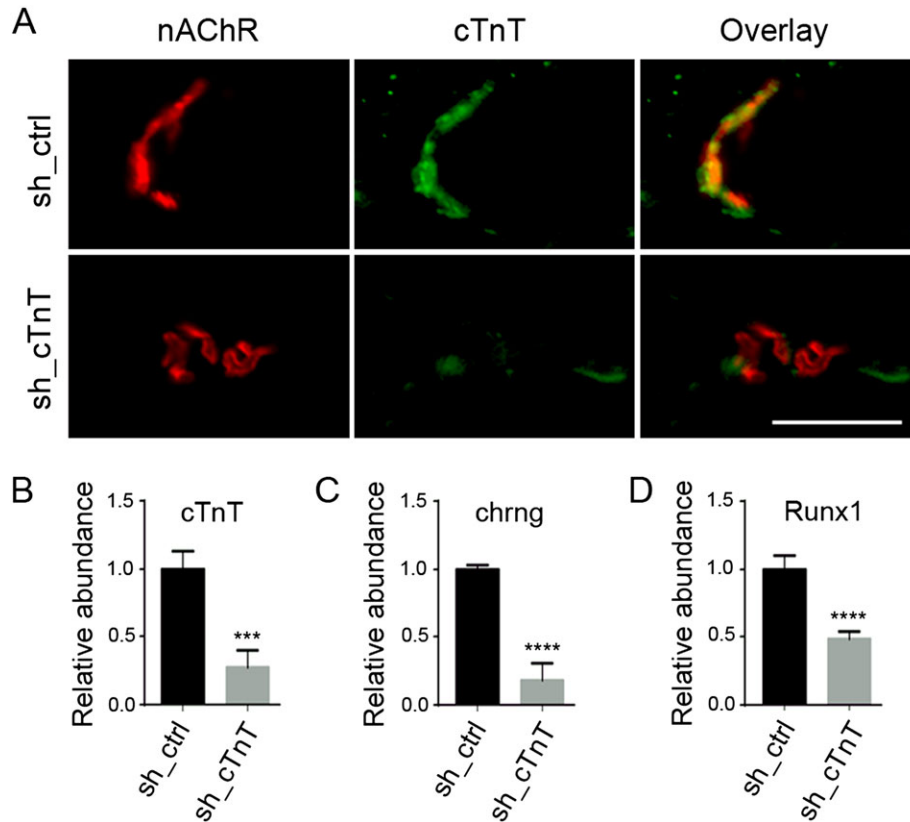 A
nAChR cTnT Overlay
sh_ctrl
sh_cTnT
B
cTnT
Relative abundance
1.5
1.0
0.5
0.0
***
sh_ctrl
sh_cTnT
C
chrng
Relative abundance
1.5
1.0
0.5
0.0
****
sh_ctrl
sh_cTnT
D
Runx1
Relative abundance
1.5
1.0
0.5
0.0
****
sh_ctrl
sh_cTnT